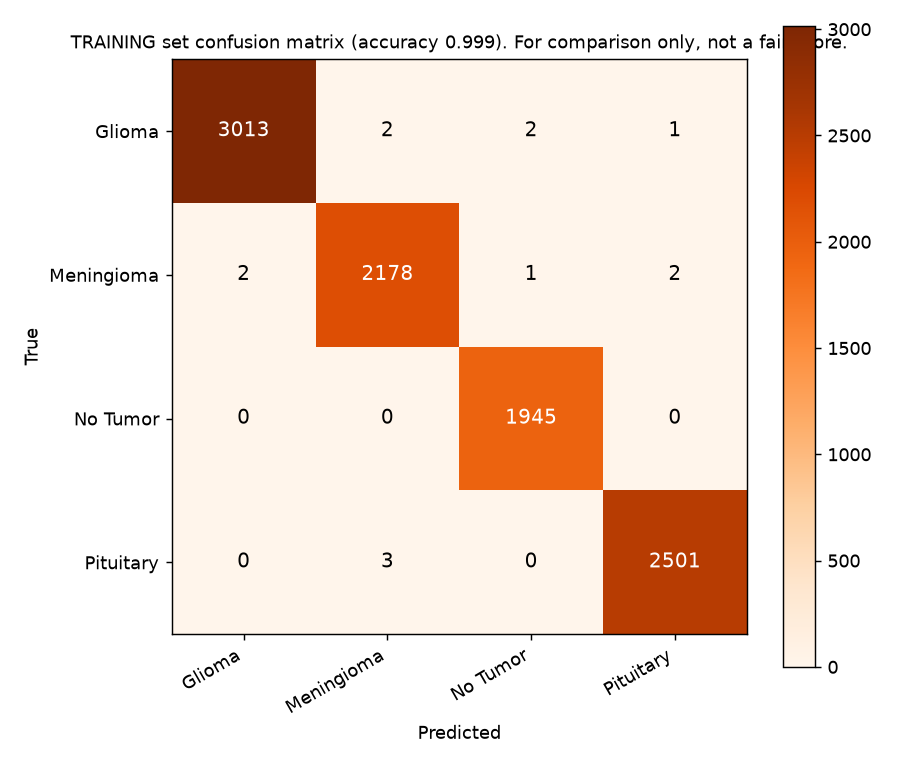 TRAINING set confusion matrix (accuracy 0.999). For comparison only, not a fai ore.
3000
Glioma 3013 2 2 1
2500
2000
Meningioma 2 2178 1 2
True
1500
No Tumor 0 0 1945 0
1000
Pituitary 0 3 0 2501
500
0
Glioma Meningioma No Tumor Pituitary
Predicted